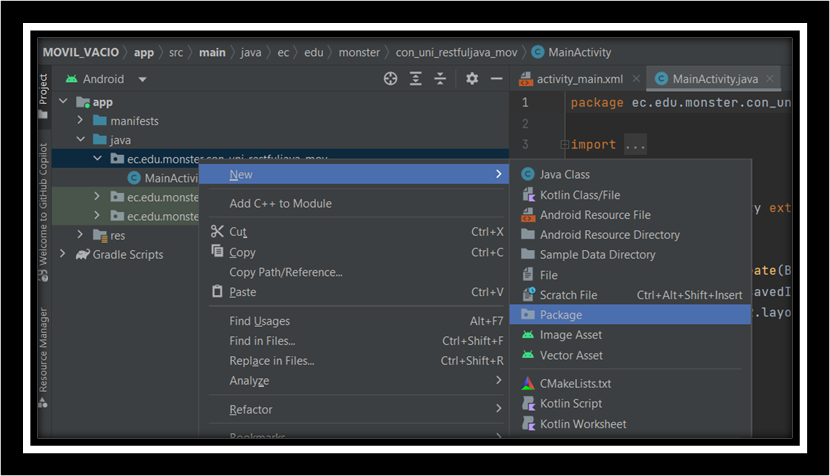 MOVIL_VACIO app src main java ec edu monster con_uni_restfuljava_mov MainActivity
Project
Android
activity_main.xml
MainActivity.java
app
manifests
java
ec.edu.monster.con_uni_restfuljava_mov
MainActivi
ec.edu.monste
ec.edu.monste
res
Gradle Scripts
Welcome to GitHub Copilot
Resource Manager
1 package ec.edu.monster.con_un
2
3 import ...
y ext
eate(B
avedI
.layo
New
Add C++ to Module
Cut Ctrl+X
Copy Ctrl+C
Copy Path/Reference...
Paste Ctrl+V
Find Usages Alt+F7
Find in Files... Ctrl+Shift+F
Replace in Files... Ctrl+Shift+R
Analyze
Refactor
Bookmarks
Java Class
Kotlin Class/File
Android Resource File
Android Resource Directory
Sample Data Directory
File
Scratch File Ctrl+Alt+Shift+Insert
Package
Image Asset
Vector Asset
CMakeLists.txt
Kotlin Script
Kotlin Worksheet